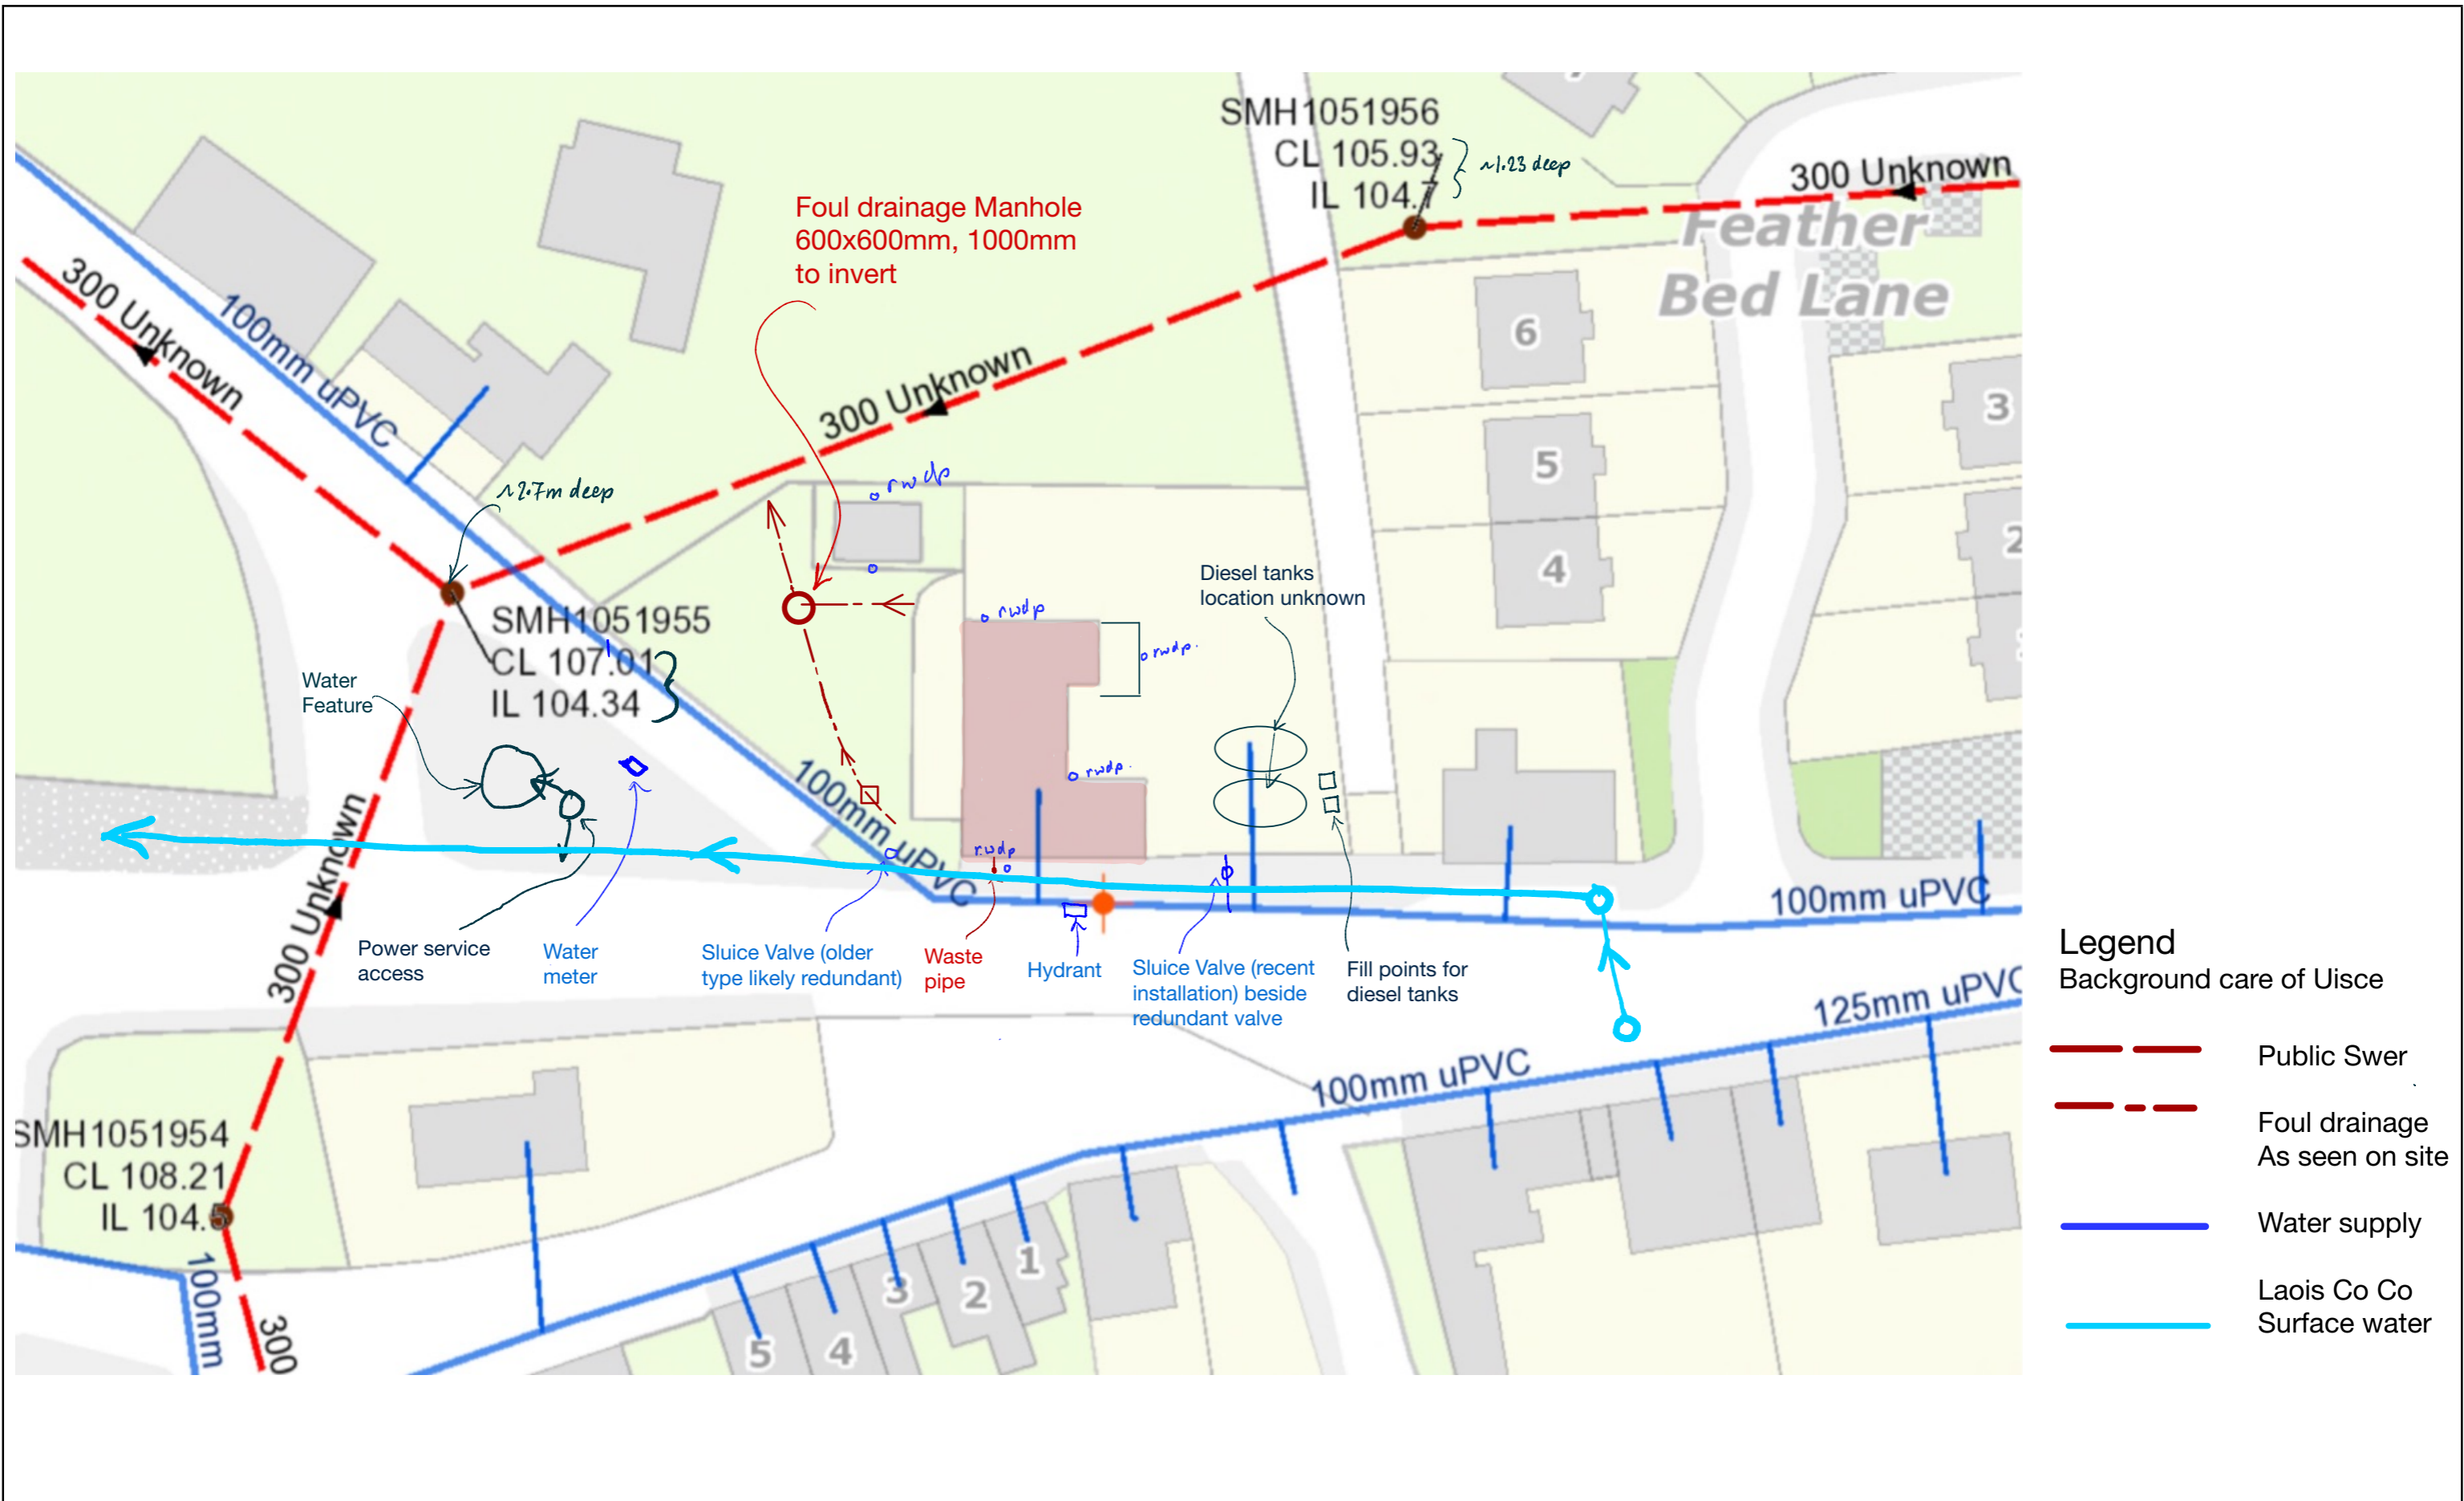 SMH1051956
CL 105.93
IL 104.7
~1.23 deep
300 Unknown
Feather
Bed Lane
Foul drainage Manhole
600x600mm, 1000mm
to invert
300 Unknown
100mm uPVC
300 Unknown
6
5
4
3
2
~2.7m deep
rwdp
SMH1051955
CL 107.01
IL 104.34
Diesel tanks
location unknown
rwdp
rwdp.
rwdp.
rwdp
Water
Feature
100mm uPVC
300 Unknown
100mm uPVC
Power service
access
Water
meter
Sluice Valve (older
type likely redundant)
Waste
pipe
Hydrant
Sluice Valve (recent
installation) beside
redundant valve
Fill points for
diesel tanks
125mm uPVC
100mm uPVC
SMH1051954
CL 108.21
IL 104.5
100mm
300
5
4
3
2
1
Legend
Background care of Uisce
Public Swer
Foul drainage
As seen on site
Water supply
Laois Co Co
Surface water